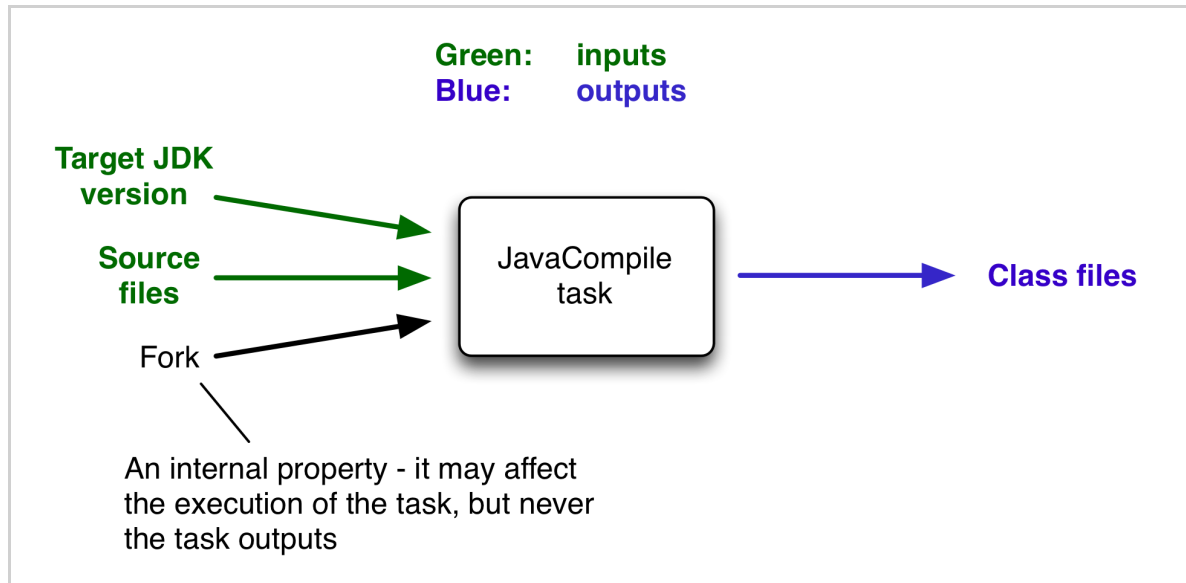 Green: inputs
Blue: outputs
Target JDK
version
Source
files
Fork
JavaCompile
task
Class files
An internal property - it may affect
the execution of the task, but never
the task outputs